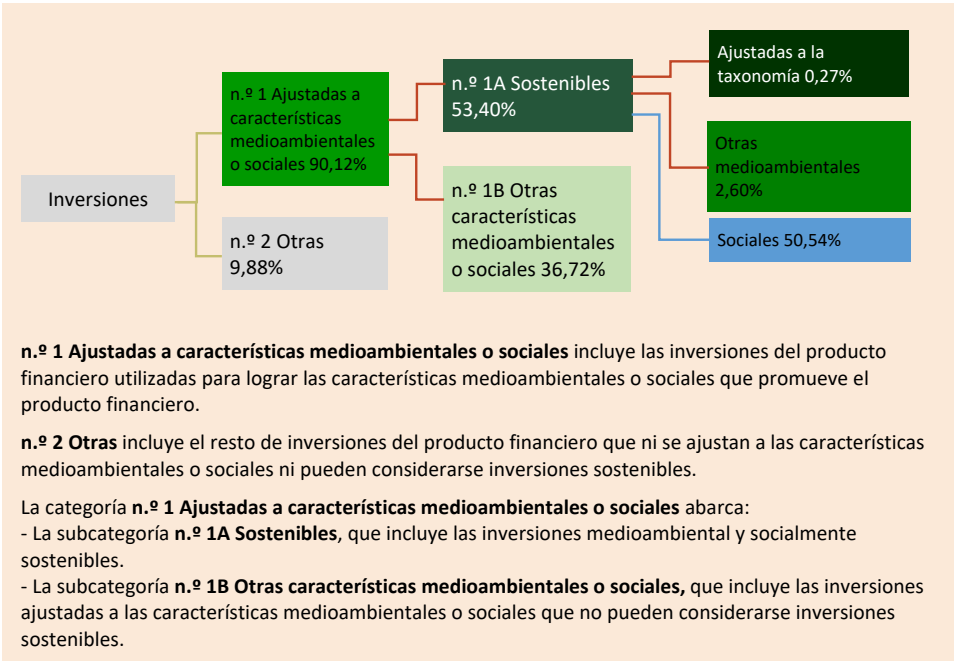 Inversiones
n.º 1 Ajustadas a
características
medioambientales
o sociales 90,12%
n.º 2 Otras
9,88%
n.º 1A Sostenibles
53,40%
n.º 1B Otras
características
medioambientales
o sociales 36,72%
Ajustadas a la
taxonomía 0,27%
Otras
medioambientales
2,60%
Sociales 50,54%
n.º 1 Ajustadas a características medioambientales o sociales incluye las inversiones del producto
financiero utilizadas para lograr las características medioambientales o sociales que promueve el
producto financiero.
n.º 2 Otras incluye el resto de inversiones del producto financiero que ni se ajustan a las características
medioambientales o sociales ni pueden considerarse inversiones sostenibles.
La categoría n.º 1 Ajustadas a características medioambientales o sociales abarca:
- La subcategoría n.º 1A Sostenibles, que incluye las inversiones medioambiental y socialmente
sostenibles.
- La subcategoría n.º 1B Otras características medioambientales o sociales, que incluye las inversiones
ajustadas a las características medioambientales o sociales que no pueden considerarse inversiones
sostenibles.